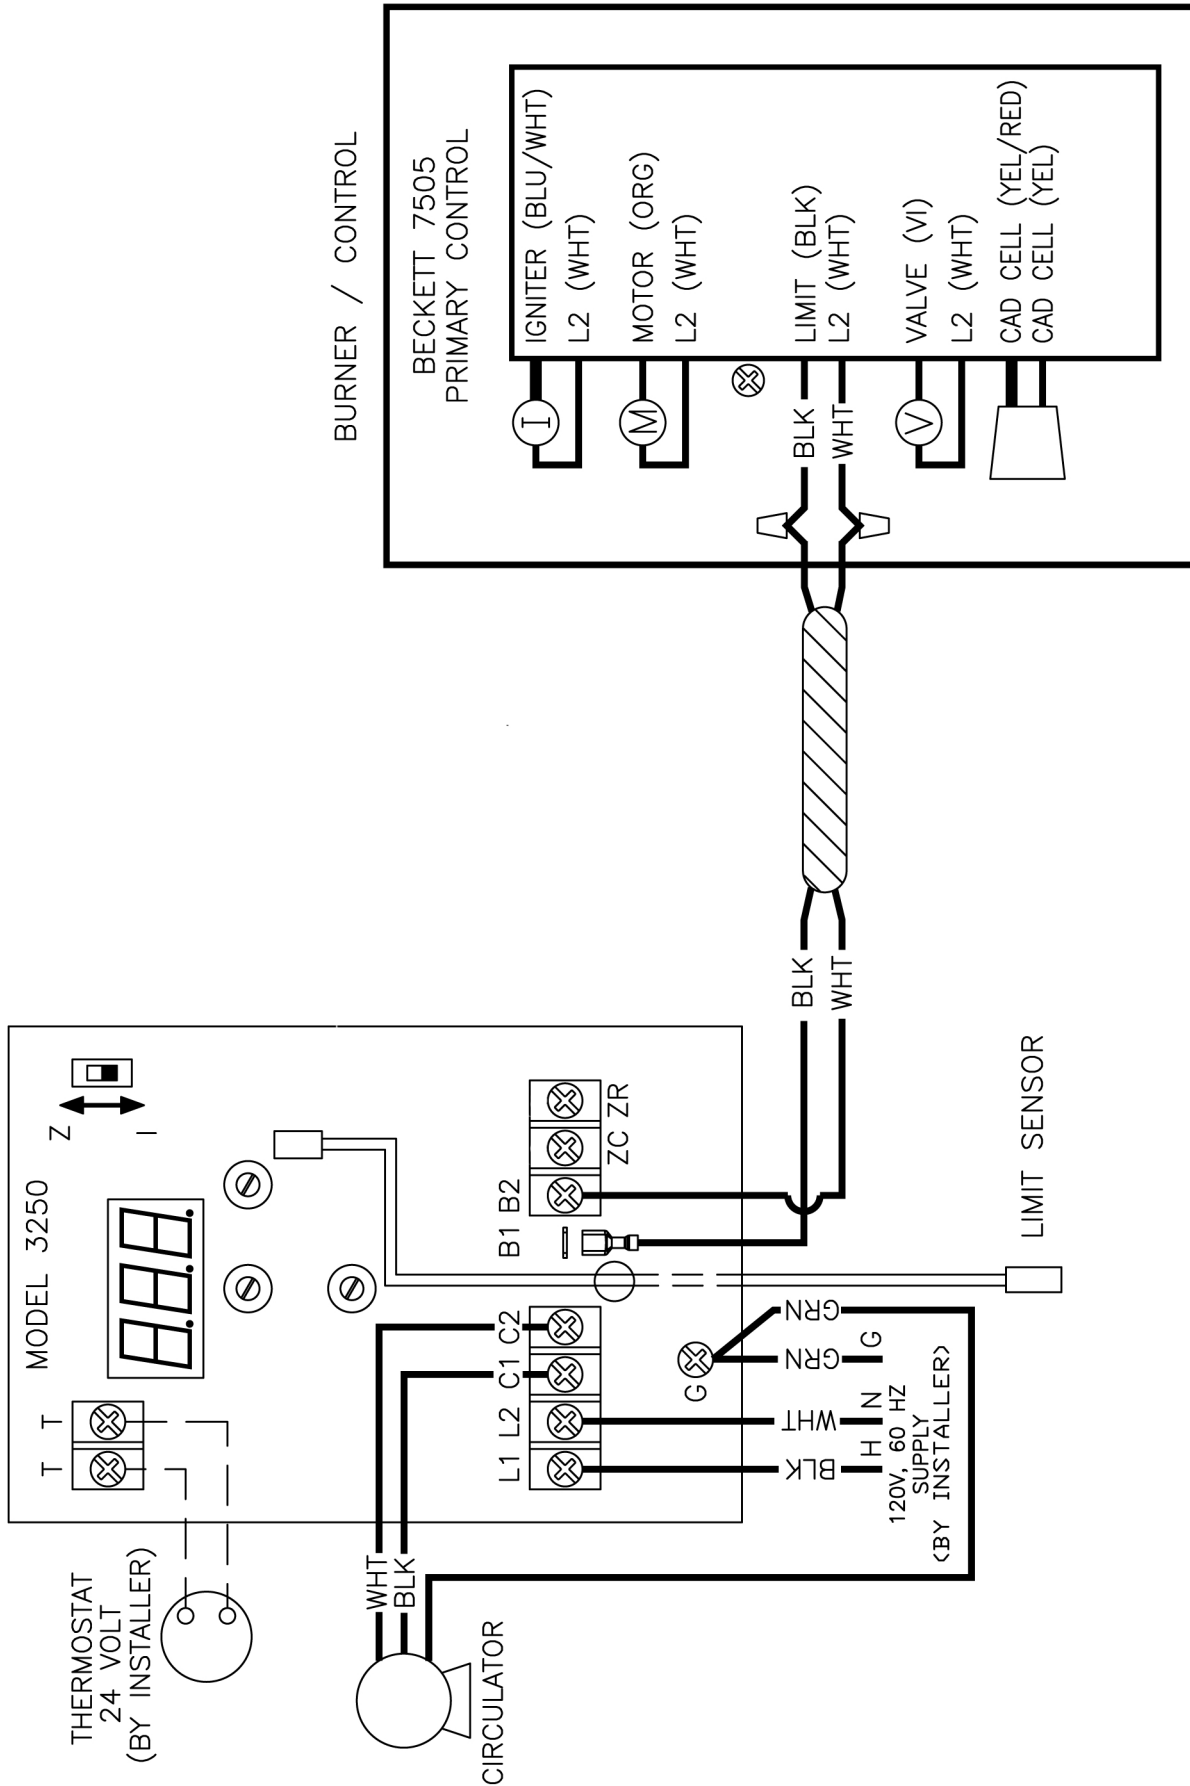 THERMOSTAT
24 VOLT
(BY INSTALLER)
T
T
MODEL 3250
Z
I
BURNER / CONTROL
BECKETT 7505
PRIMARY CONTROL
IGNITER (BLU/WHT)
L2 (WHT)
MOTOR (ORG)
L2 (WHT)
LIMIT (BLK)
L2 (WHT)
VALVE (VI)
L2 (WHT)
CAD CELL (YEL/RED)
CAD CELL (YEL)
I
M
BLK
WHT
V
WHT
BLK
CIRCULATOR
L1
L2
C1
C2
B1
B2
ZC
ZR
G
BLK
WHT
GRN
GRN
H
N
G
120V, 60 HZ
SUPPLY
<BY INSTALLER>
BLK
WHT
LIMIT SENSOR